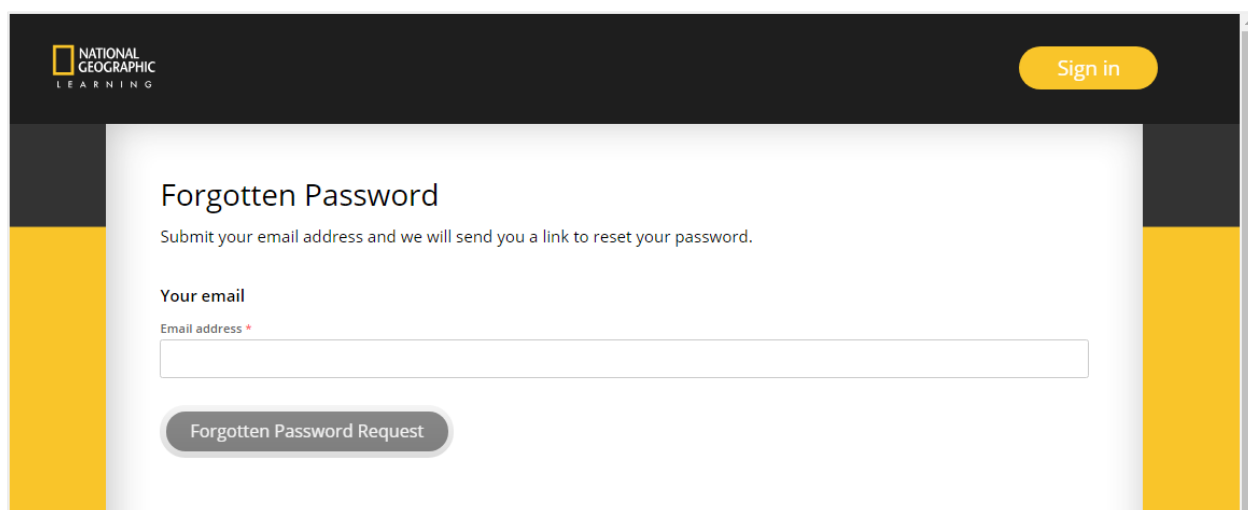 NATIONAL
GEOGRAPHIC
LEARNING
Sign in
Forgotten Password
Submit your email address and we will send you a link to reset your password.
Your email
Email address *
Forgotten Password Request